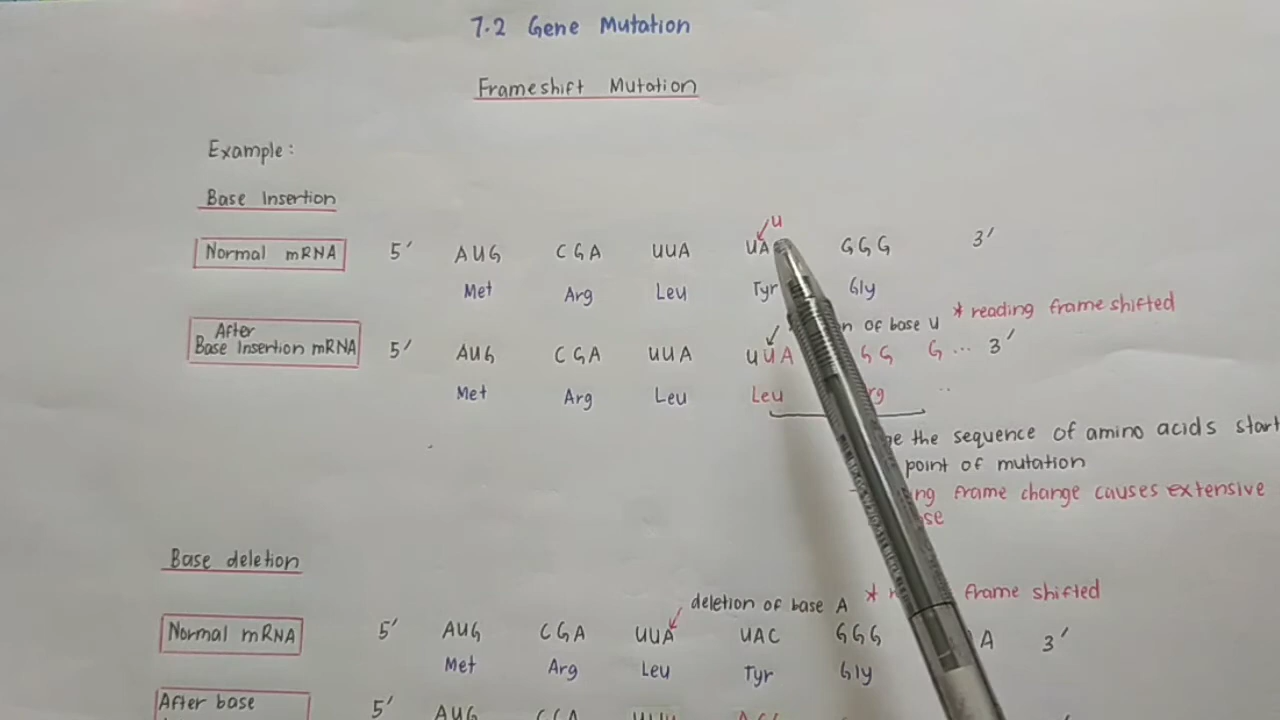 7.2 Gene Mutation
Frameshift Mutation
Example:
Base Insertion
u
Normal mRNA 5' AUG CGA UUA UA GGG 3'
Met Arg Leu Tyr Gly
of base U * reading frame shifted
After
Base Insertion mRNA 5' AUG CGA UUA UUA GG G... 3'
Met Arg Leu Leu ..
the sequence of amino acids start
point of mutation
frame change causes extensive
Base deletion
deletion of base A * frame shifted
Normal mRNA 5' AUG CGA UUA UAC GGG A 3'
Met Arg Leu Tyr Gly
After base 5' AUG